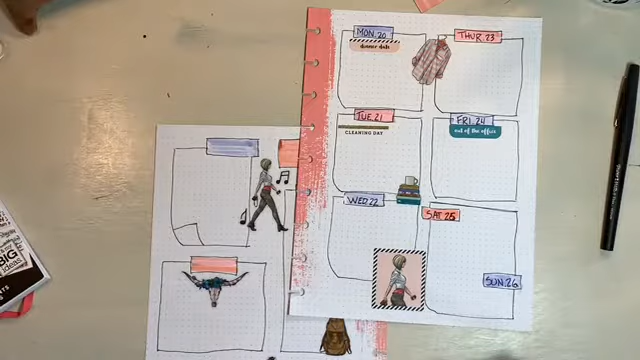 MON. 20
dinner date
THUR. 23
TUE. 21
CLEANING DAY
FRI. 24
out of the office
WED. 22
SAT 25
SUN. 26
BIG